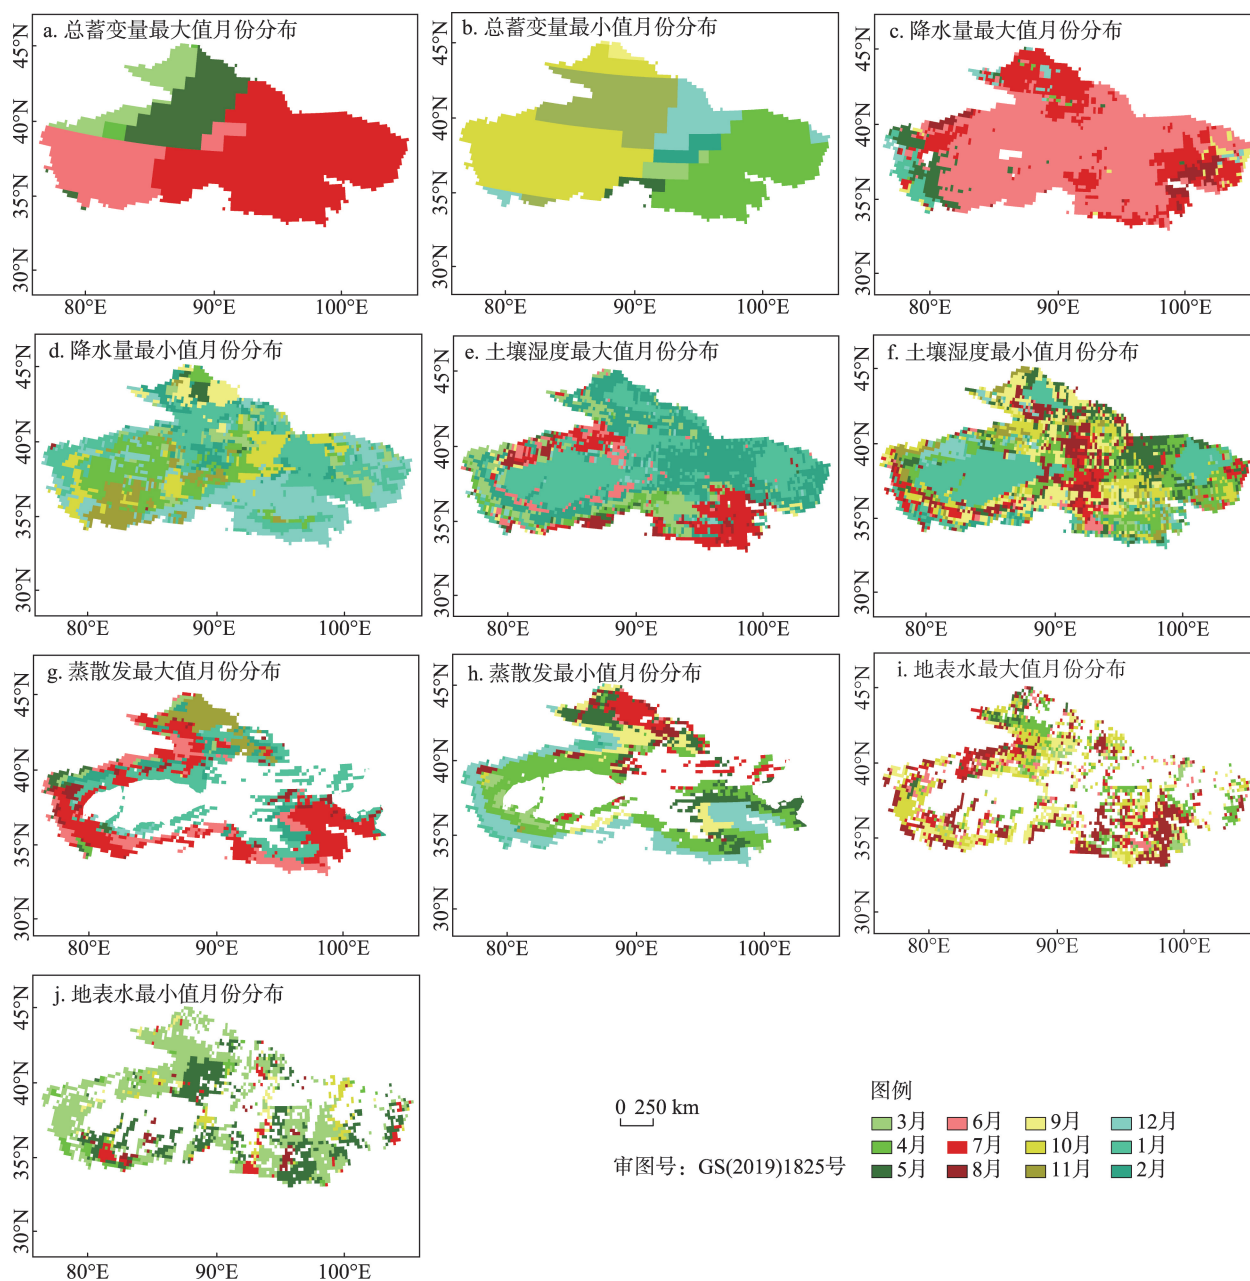 a. 总蓄变量最大值月份分布
45°N
40°N
35°N
30°N
80°E
90°E
100°E
b. 总蓄变量最小值月份分布
45°N
40°N
35°N
30°N
80°E
90°E
100°E
c. 降水量最大值月份分布
45°N
40°N
35°N
30°N
80°E
90°E
100°E
d. 降水量最小值月份分布
45°N
40°N
35°N
30°N
80°E
90°E
100°E
e. 土壤湿度最大值月份分布
45°N
40°N
35°N
30°N
80°E
90°E
100°E
f. 土壤湿度最小值月份分布
45°N
40°N
35°N
30°N
80°E
90°E
100°E
g. 蒸散发最大值月份分布
45°N
40°N
35°N
30°N
80°E
90°E
100°E
h. 蒸散发最小值月份分布
45°N
40°N
35°N
30°N
80°E
90°E
100°E
i. 地表水最大值月份分布
45°N
40°N
35°N
30°N
80°E
90°E
100°E
j. 地表水最小值月份分布
45°N
40°N
35°N
30°N
80°E
90°E
100°E
0 250 km
审图号：GS(2019)1825号
图例
3月 6月 9月 12月
4月 7月 10月 1月
5月 8月 11月 2月